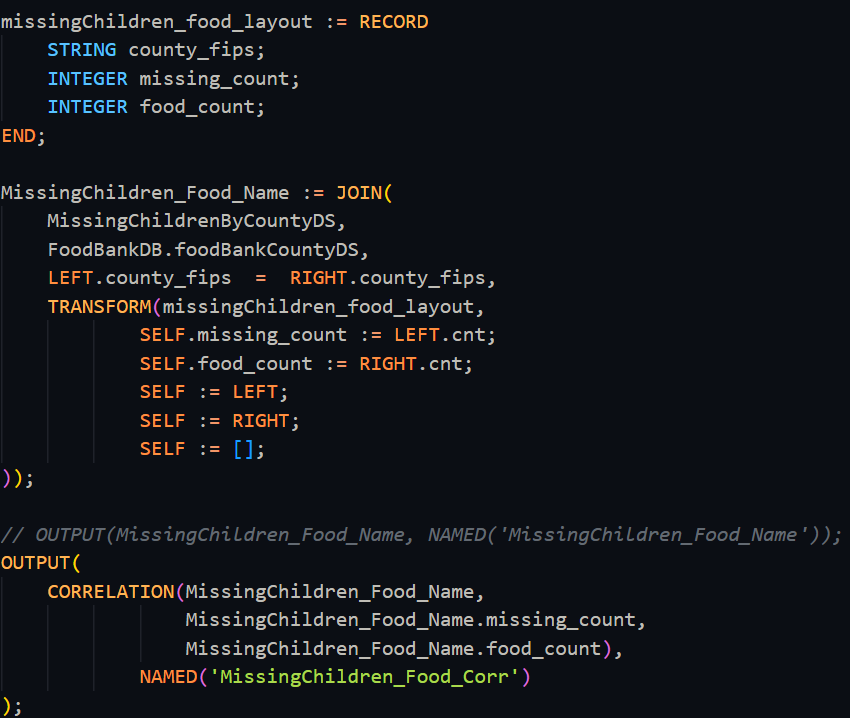 missingChildren_food_layout := RECORD
    STRING county_fips;
    INTEGER missing_count;
    INTEGER food_count;
END;

MissingChildren_Food_Name := JOIN(
    MissingChildrenByCountyDS,
    FoodBankDB.foodBankCountyDS,
    LEFT.county_fips  =  RIGHT.county_fips,
    TRANSFORM(missingChildren_food_layout,
            SELF.missing_count := LEFT.cnt;
            SELF.food_count := RIGHT.cnt;
            SELF := LEFT;
            SELF := RIGHT;
            SELF := [];
));

// OUTPUT(MissingChildren_Food_Name, NAMED('MissingChildren_Food_Name'));
OUTPUT(
    CORRELATION(MissingChildren_Food_Name,
                MissingChildren_Food_Name.missing_count,
                MissingChildren_Food_Name.food_count),
            NAMED('MissingChildren_Food_Corr')
);